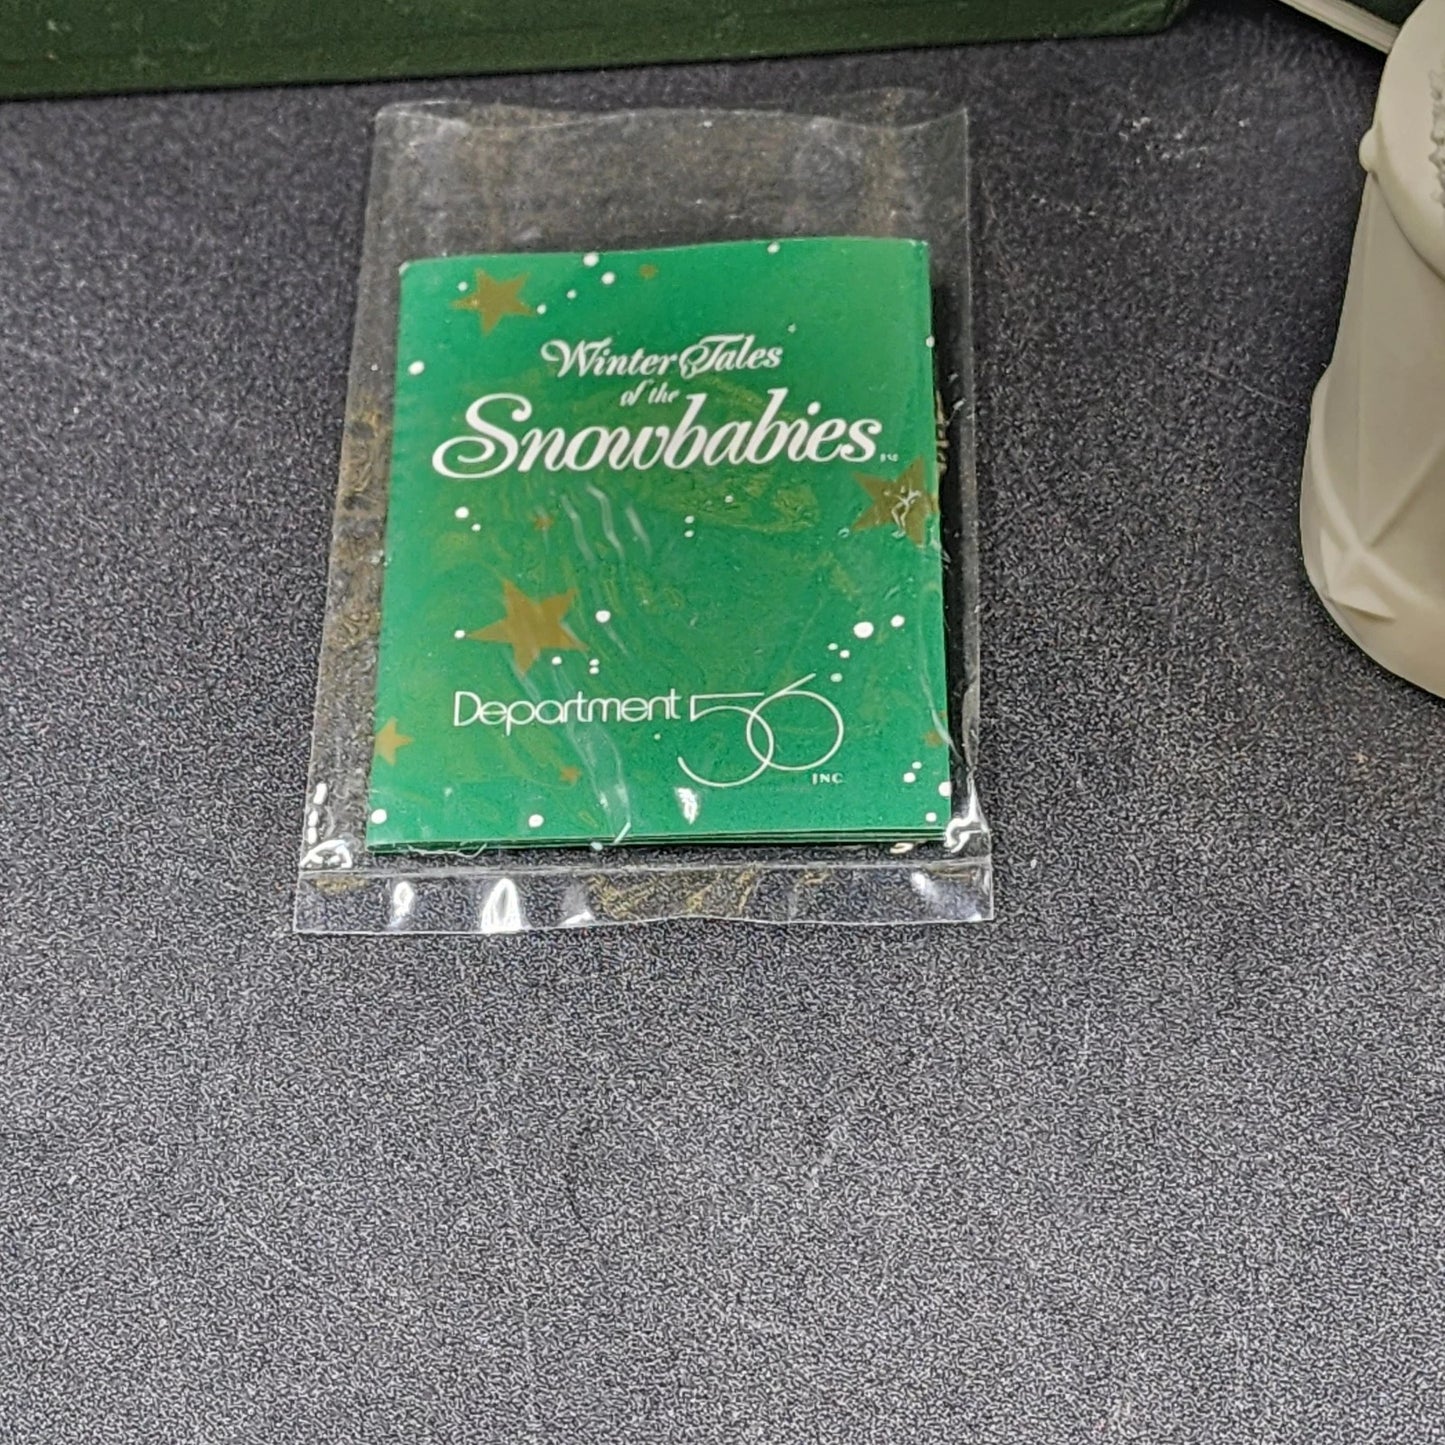 Winter Tales
of the
Snowbabies
Department 56
INC